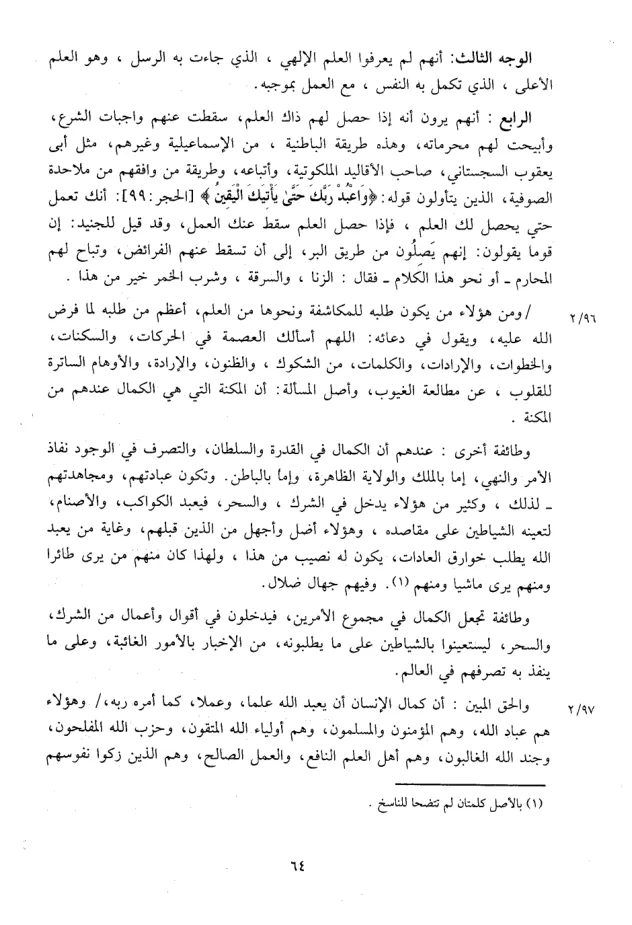 الوجه الثالث: أنهم لم يعرفوا العلم الإلهي ، الذي جاءت به الرسل ، وهو العلم
الأعلى ، الذي تكمل به النفس ، مع العمل بموجبه.
الرابع : أنهم يرون أنه إذا حصل لهم ذاك العلم، سقطت عنهم واجبات الشرع،
وأبيحت لهم محرماته، وهذه طريقة الباطنية ، من الإسماعيلية وغيرهم، مثل أبى
يعقوب السجستاني، صاحب الأقاليد الملكوتية، وأتباعه، وطريقة من وافقهم من ملاحدة
الصوفية، الذين يتأولون قوله: ﴿وَاعْبُدْ رَبَّكَ حَتَّىٰ يَأْتِيَكَ الْيَقِينُ﴾ [الحجر:٩٩]: أنك تعمل
حتي يحصل لك العلم ، فإذا حصل العلم سقط عنك العمل، وقد قيل للجنيد: إن
قوما يقولون: إنهم يَصِلُون من طريق البر، إلى أن تسقط عنهم الفرائض، وتباح لهم
المحارم ـ أو نحو هذا الكلام ـ فقال : الزنا ، والسرقة ، وشرب الخمر خير من هذا .
٢/٩٦ /ومن هؤلاء من يكون طلبه للمكاشفة ونحوها من العلم، أعظم من طلبه لما فرض
الله عليه، ويقول في دعائه: اللهم أسألك العصمة في الحركات، والسكنات،
والخطوات، والإرادات، والكلمات، من الشكوك ، والظنون، والإرادة، والأوهام الساترة
للقلوب ، عن مطالعة الغيوب، وأصل المسألة: أن المكنة التي هي الكمال عندهم من
المكنة .
وطائفة أخرى : عندهم أن الكمال في القدرة والسلطان، والتصرف في الوجود نفاذ
الأمر والنهي، إما بالملك والولاية الظاهرة، وإما بالباطن. وتكون عبادتهم، ومجاهدتهم
ـ لذلك ، وكثير من هؤلاء يدخل في الشرك ، والسحر، فيعبد الكواكب، والأصنام،
لتعينه الشياطين على مقاصده ، وهؤلاء أضل وأجهل من الذين قبلهم، وغاية من يعبد
الله يطلب خوارق العادات، يكون له نصيب من هذا ، ولهذا كان منهم من يرى طائرا
ومنهم يرى ماشيا ومنهم (١). وفيهم جهال ضلال.
وطائفة تجعل الكمال في مجموع الأمرين، فيدخلون في أقوال وأعمال من الشرك،
والسحر، ليستعينوا بالشياطين على ما يطلبونه، من الإخبار بالأمور الغائبة، وعلى ما
ينفذ به تصرفهم في العالم.
٢/٩٧ والحق المبين : أن كمال الإنسان أن يعبد الله علما، وعملا، كما أمره ربه،/ وهؤلاء
هم عباد الله، وهم المؤمنون والمسلمون، وهم أولياء الله المتقون، وحزب الله المفلحون،
وجند الله الغالبون، وهم أهل العلم النافع، والعمل الصالح، وهم الذين زكوا نفوسهم
(١) بالأصل كلمتان لم تتضحا للناسخ .
٦٤